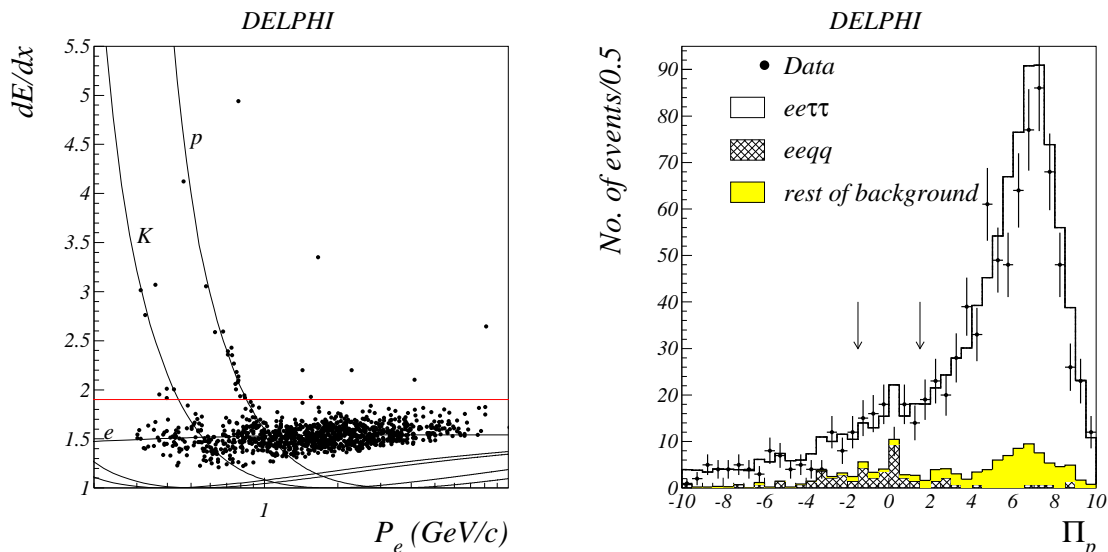 DELPHI
dE/dx
5.5
5
4.5
4
3.5
3
2.5
2
1.5
1
p
K
e
1
P_e (GeV/c)
DELPHI
No. of events/0.5
90
80
70
60
50
40
30
20
10
0
Data
eeττ
eeqq
rest of background
-10 -8 -6 -4 -2 0 2 4 6 8 10
Π_p